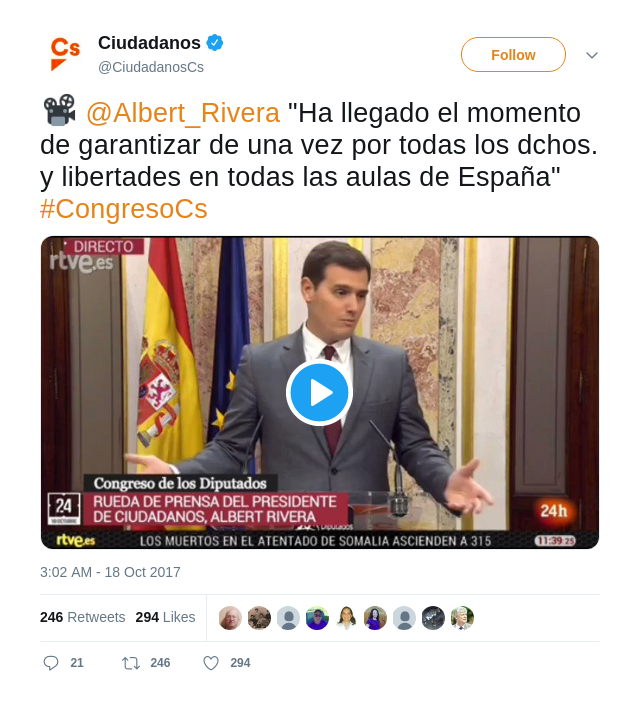 Cs
Ciudadanos
@CiudadanosCs
Follow
@Albert_Rivera "Ha llegado el momento
de garantizar de una vez por todas los dchos.
y libertades en todas las aulas de España"
#CongresoCs
DIRECTO
rtve.es
Congreso de los Diputados
24
RUEDA DE PRENSA DEL PRESIDENTE
DE CIUDADANOS, ALBERT RIVERA
24h
Diputados
rtve.es LOS MUERTOS EN EL ATENTADO DE SOMALIA ASCIENDEN A 315 11:39:25
3:02 AM - 18 Oct 2017
246 Retweets 294 Likes
21 246 294